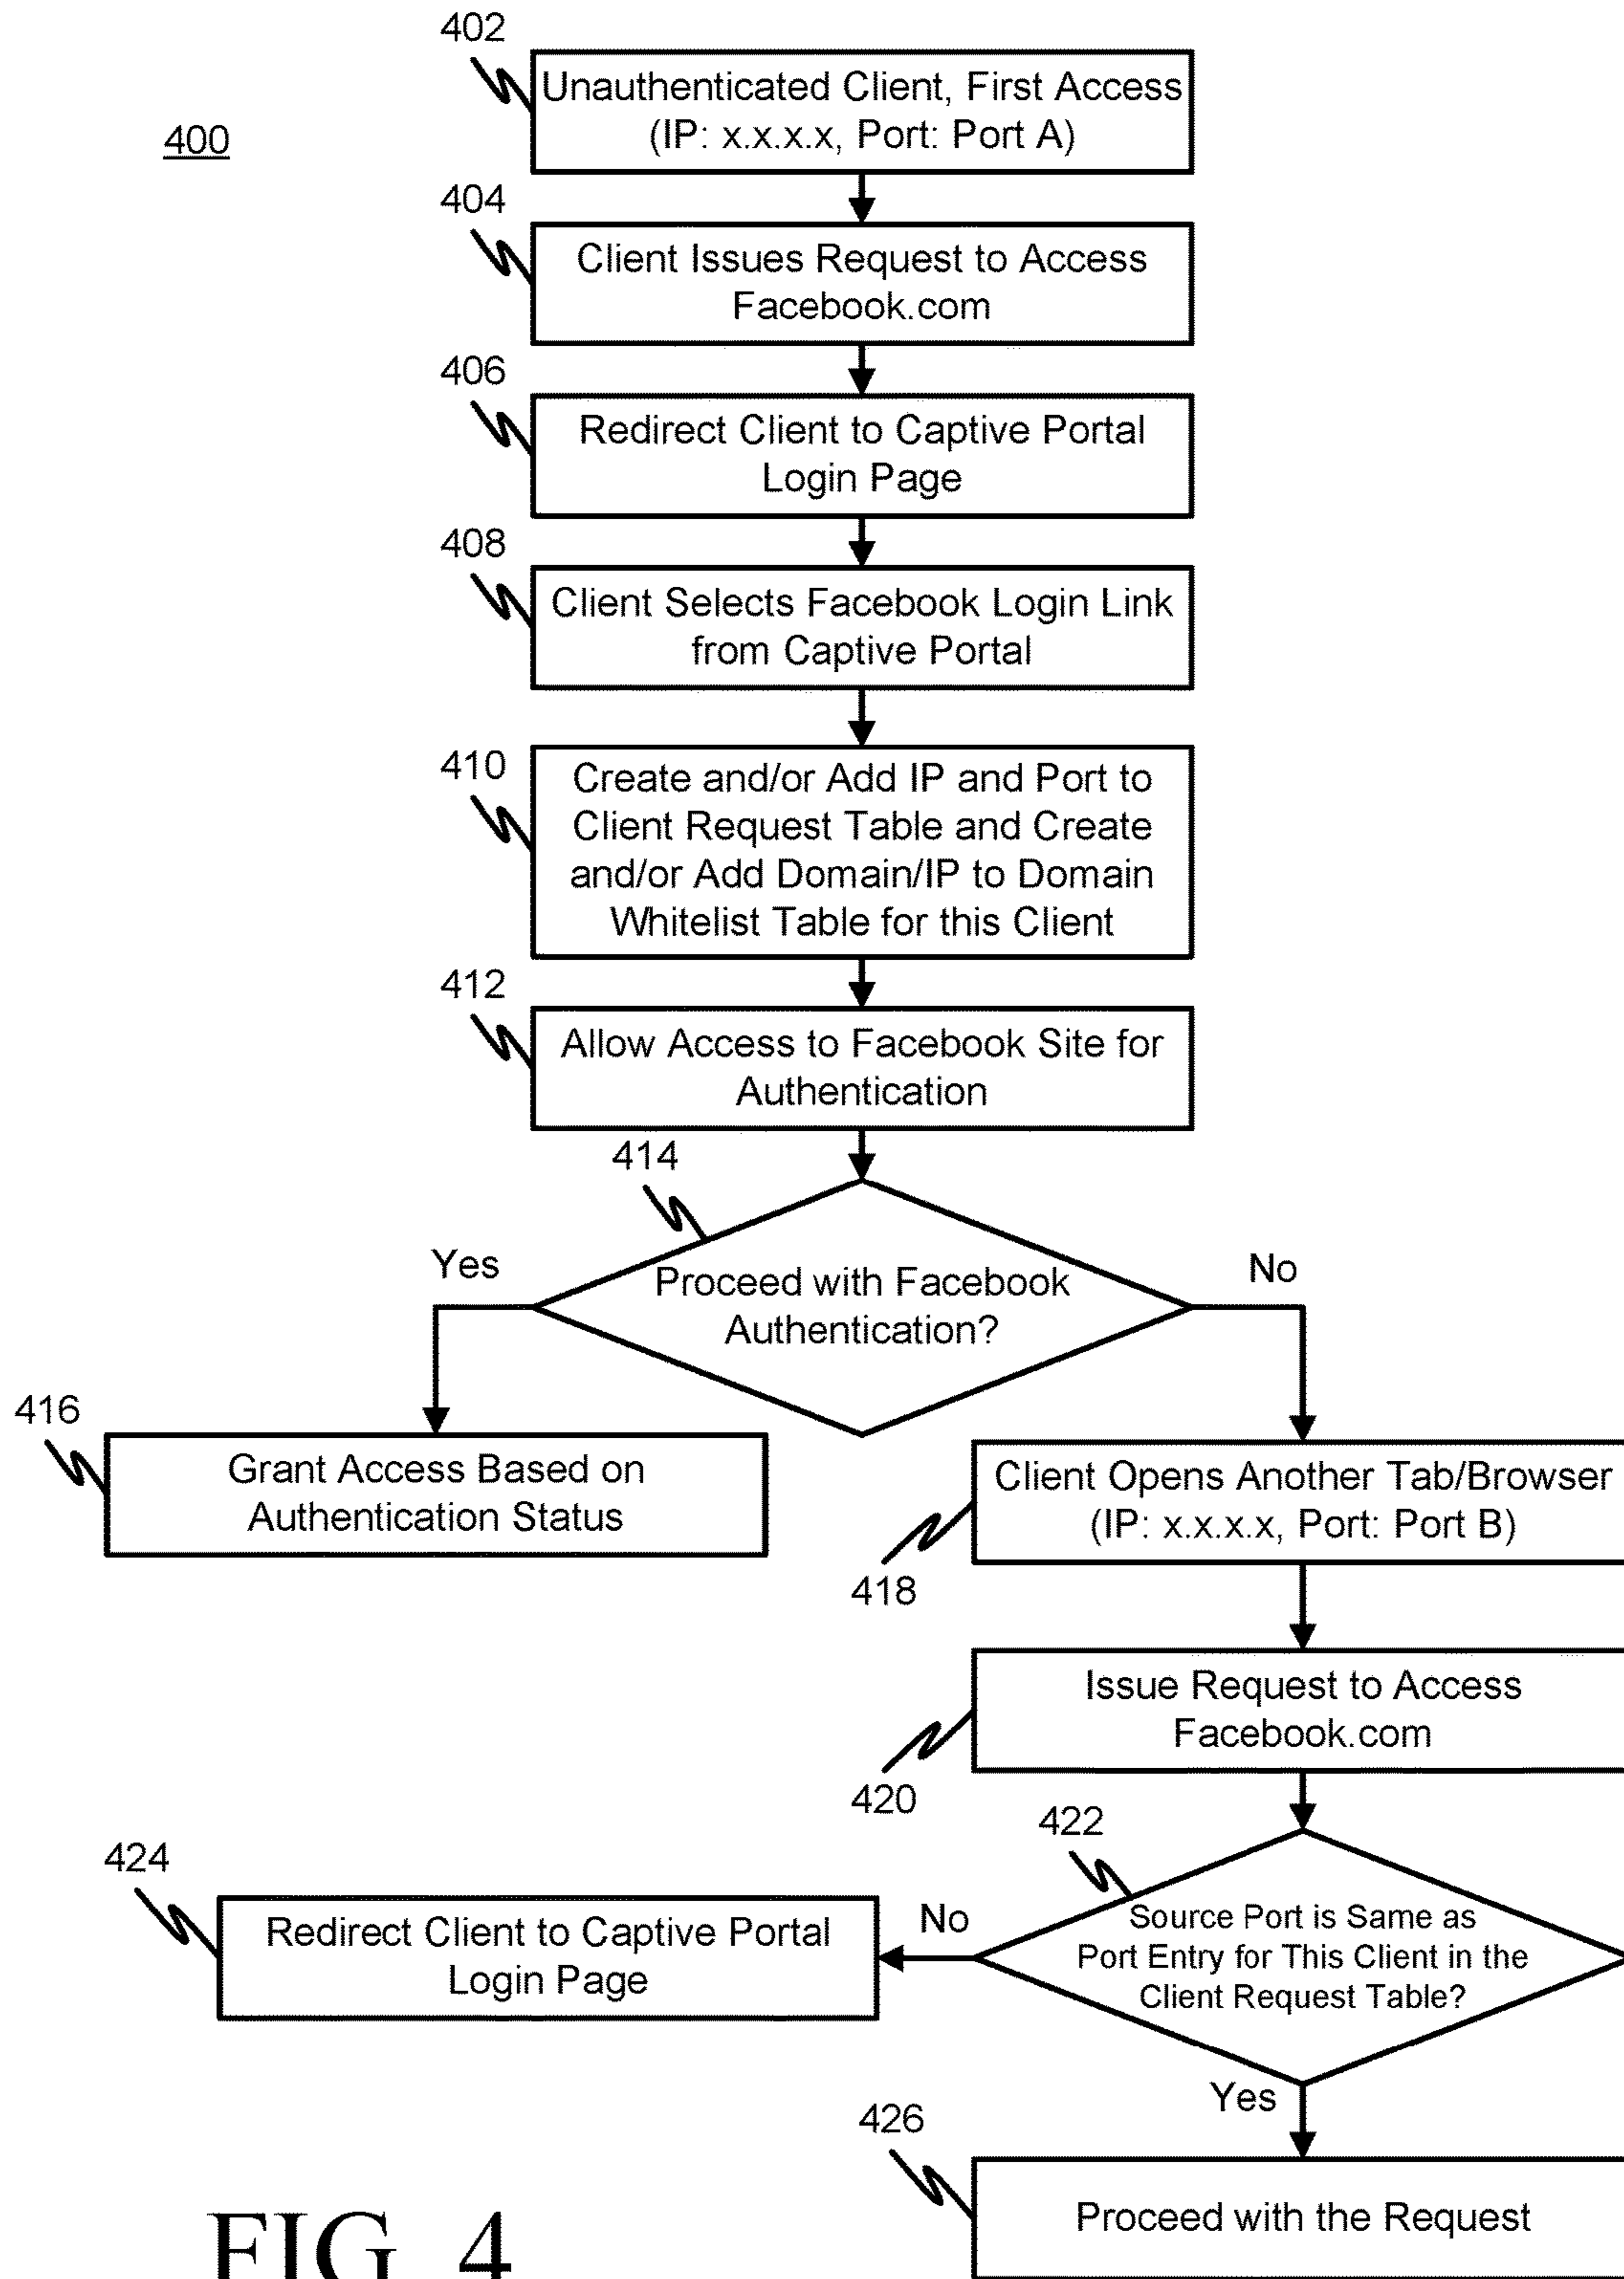 402
Unauthenticated Client, First Access
(IP: x.x.x.x, Port: Port A)
400
404
Client Issues Request to Access
Facebook.com
406
Redirect Client to Captive Portal
Login Page
408
Client Selects Facebook Login Link
from Captive Portal
410
Create and/or Add IP and Port to
Client Request Table and Create
and/or Add Domain/IP to Domain
Whitelist Table for this Client
412
Allow Access to Facebook Site for
Authentication
414
Yes
Proceed with Facebook
Authentication?
No
416
Grant Access Based on
Authentication Status
Client Opens Another Tab/Browser
(IP: x.x.x.x, Port: Port B)
418
Issue Request to Access
Facebook.com
420
422
424
Redirect Client to Captive Portal
Login Page
No
Source Port is Same as
Port Entry for This Client in the
Client Request Table?
Yes
426
Proceed with the Request
FIG. 4